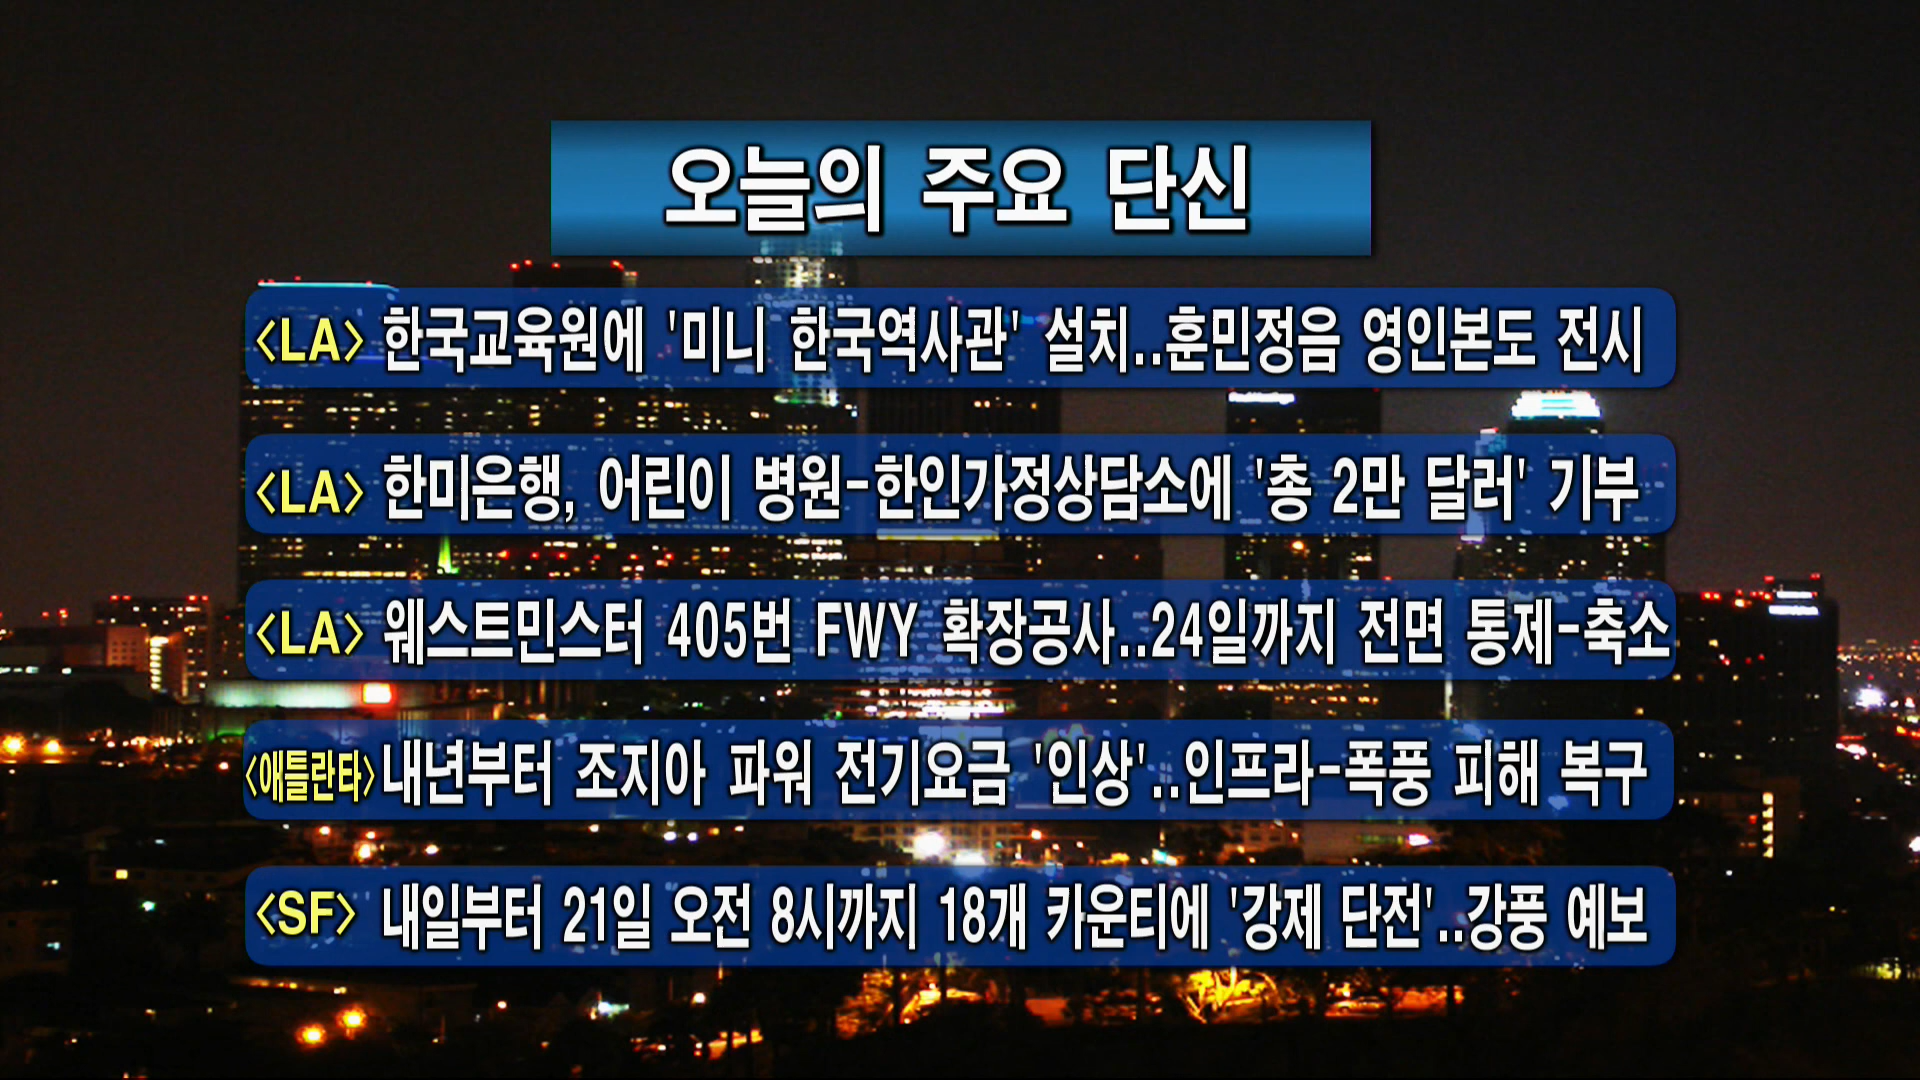 오늘의 주요 단신
<LA> 한국교육원에 '미니 한국역사관' 설치..훈민정음 영인본도 전시
<LA> 한미은행, 어린이 병원-한인가정상담소에 '총 2만 달러' 기부
<LA> 웨스트민스터 405번 FWY 확장공사..24일까지 전면 통제-축소
<애틀란타> 내년부터 조지아 파워 전기요금 '인상'..인프라-폭풍 피해 복구
<SF> 내일부터 21일 오전 8시까지 18개 카운티에 '강제 단전'..강풍 예보